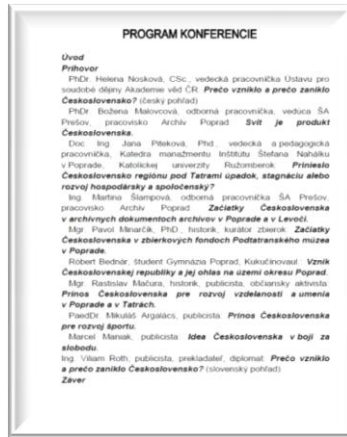 PROGRAM KONFERENCIE
Úvod
Príhovor
PhDr. Helena Nosková, CSc., vedecká pracovníčka Ústavu pro
soudobé dějiny Akademie věd ČR: Prečo vzniklo a prečo zaniklo
Československo? (český pohľad)
PhDr. Božena Malovcová, odborná pracovníčka, vedúca ŠA
Prešov, pracovisko Archív Poprad: Svit je produkt
Československa.
Doc. Ing. Jana Piteková, Phd., vedecká a pedagogická
pracovníčka, Katedra manažmentu Inštitútu Štefana Náhalku
v Poprade, Katolíckej univerzity Ružomberok: Prinieslo
Československo regiónu pod Tatrami úpadok, stagnáciu alebo
rozvoj hospodársky a spoločenský?
Ing. Martina Šlampová, odborná pracovníčka ŠA Prešov,
pracovisko Archív Poprad: Začiatky Československa
v archívnych dokumentoch archívov v Poprade a v Levoči.
Mgr. Pavol Minarčík, PhD., historik, kurátor zbierok: Začiatky
Československa v zbierkových fondoch Podtatranského múzea
v Poprade.
Róbert Bednár, študent Gymnázia Poprad, Kukučínova ul.: Vznik
Československej republiky a jej ohlas na území okresu Poprad.
Mgr. Rastislav Mačura, historik, publicista, občiansky aktivista:
Prínos Československa pre rozvoj vzdelanosti a umenia
v Poprade a v Tatrách.
PaedDr. Mikuláš Argalács, publicista: Prínos Československa
pre rozvoj športu.
Marcel Maniak, publicista: Idea Československa v boji za
slobodu.
Ing. Viliam Roth, publicista, prekladateľ, diplomat: Prečo vzniklo
a prečo zaniklo Československo? (slovenský pohľad)
Záver